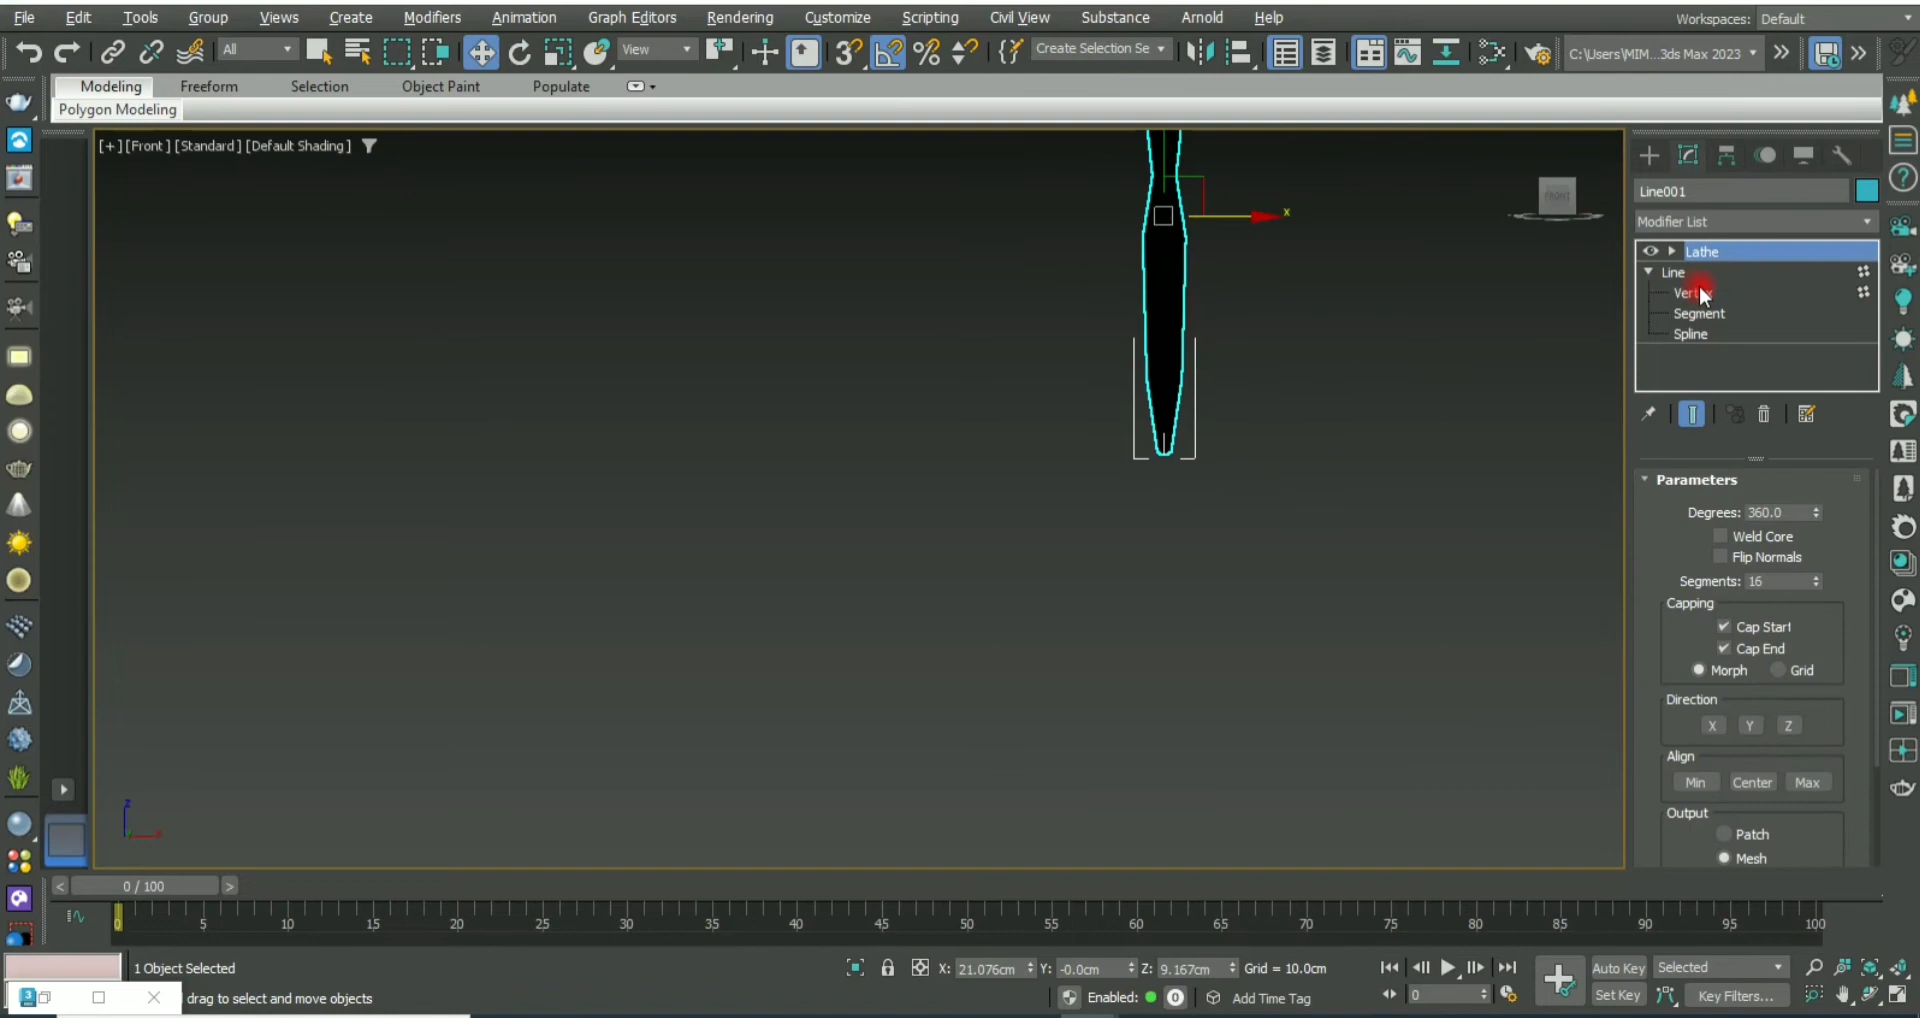 File Edit Tools Group Views Create Modifiers Animation Graph Editors Rendering Customize Scripting Civil View Substance Arnold Help Workspaces: Default
All View Create Selection Se C:\Users\MIM...3ds Max 2023
Modeling Freeform Selection Object Paint Populate
Polygon Modeling
[+] [Front] [Standard] [Default Shading]
FRONT
x
z
Line001
Modifier List
Lathe
Line
Vertex
Segment
Spline
Parameters
Degrees: 360.0
Weld Core
Flip Normals
Segments: 16
Capping
Cap Start
Cap End
Morph Grid
Direction
X Y Z
Align
Min Center Max
Output
Patch
Mesh
< 0 / 100 >
0 5 10 15 20 25 30 35 40 45 50 55 60 65 70 75 80 85 90 95 100
1 Object Selected X: 21.076cm Y: -0.0cm Z: 9.167cm Grid = 10.0cm Auto Key Selected
drag to select and move objects Enabled: 0 Add Time Tag 0 Set Key Key Filters...